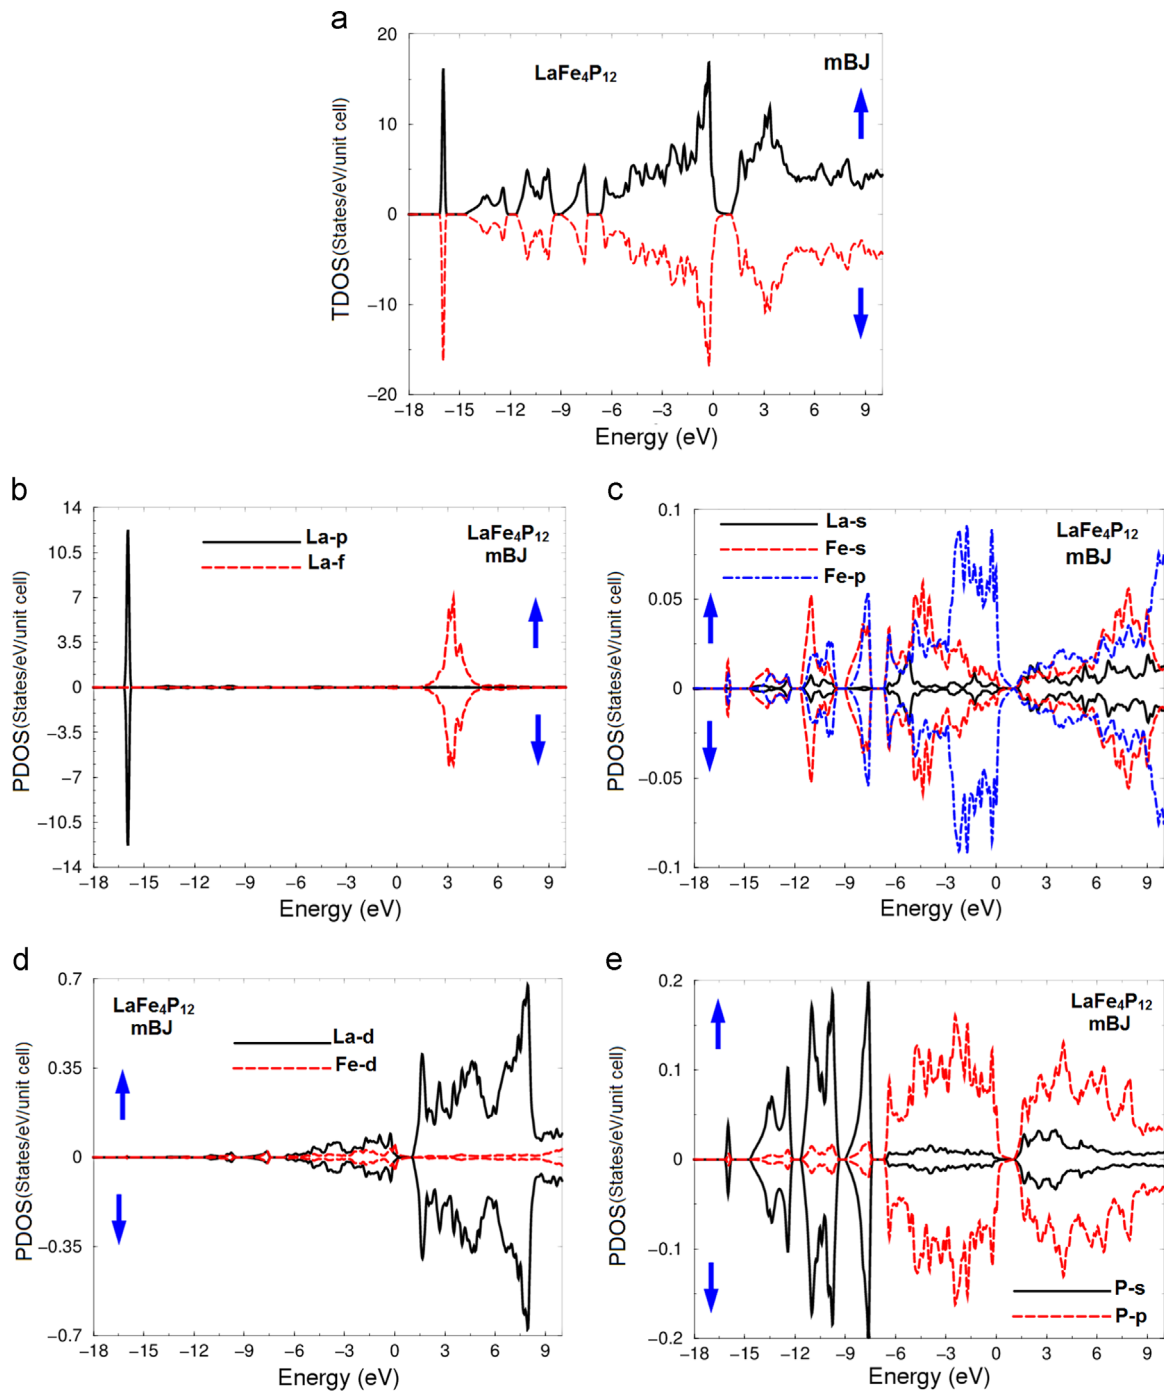 a
20
10
0
−10
−20
TDOS(States/eV/unit cell)
LaFe₄P₁₂
mBJ
−18 −15 −12 −9 −6 −3 0 3 6 9
Energy (eV)
b
14
10.5
7
3.5
0
−3.5
−7
−10.5
−14
PDOS(States/eV/unit cell)
La-p
La-f
LaFe₄P₁₂
mBJ
−18 −15 −12 −9 −6 −3 0 3 6 9
Energy (eV)
c
0.1
0.05
0
−0.05
−0.1
PDOS(States/eV/unit cell)
La-s
Fe-s
Fe-p
LaFe₄P₁₂
mBJ
−18 −15 −12 −9 −6 −3 0 3 6 9
Energy (eV)
d
0.7
0.35
0
−0.35
−0.7
PDOS(States/eV/unit cell)
LaFe₄P₁₂
mBJ
La-d
Fe-d
−18 −15 −12 −9 −6 −3 0 3 6 9
Energy (eV)
e
0.2
0.1
0
−0.1
−0.2
PDOS(States/eV/unit cell)
LaFe₄P₁₂
mBJ
P-s
P-p
−18 −15 −12 −9 −6 −3 0 3 6 9
Energy (eV)